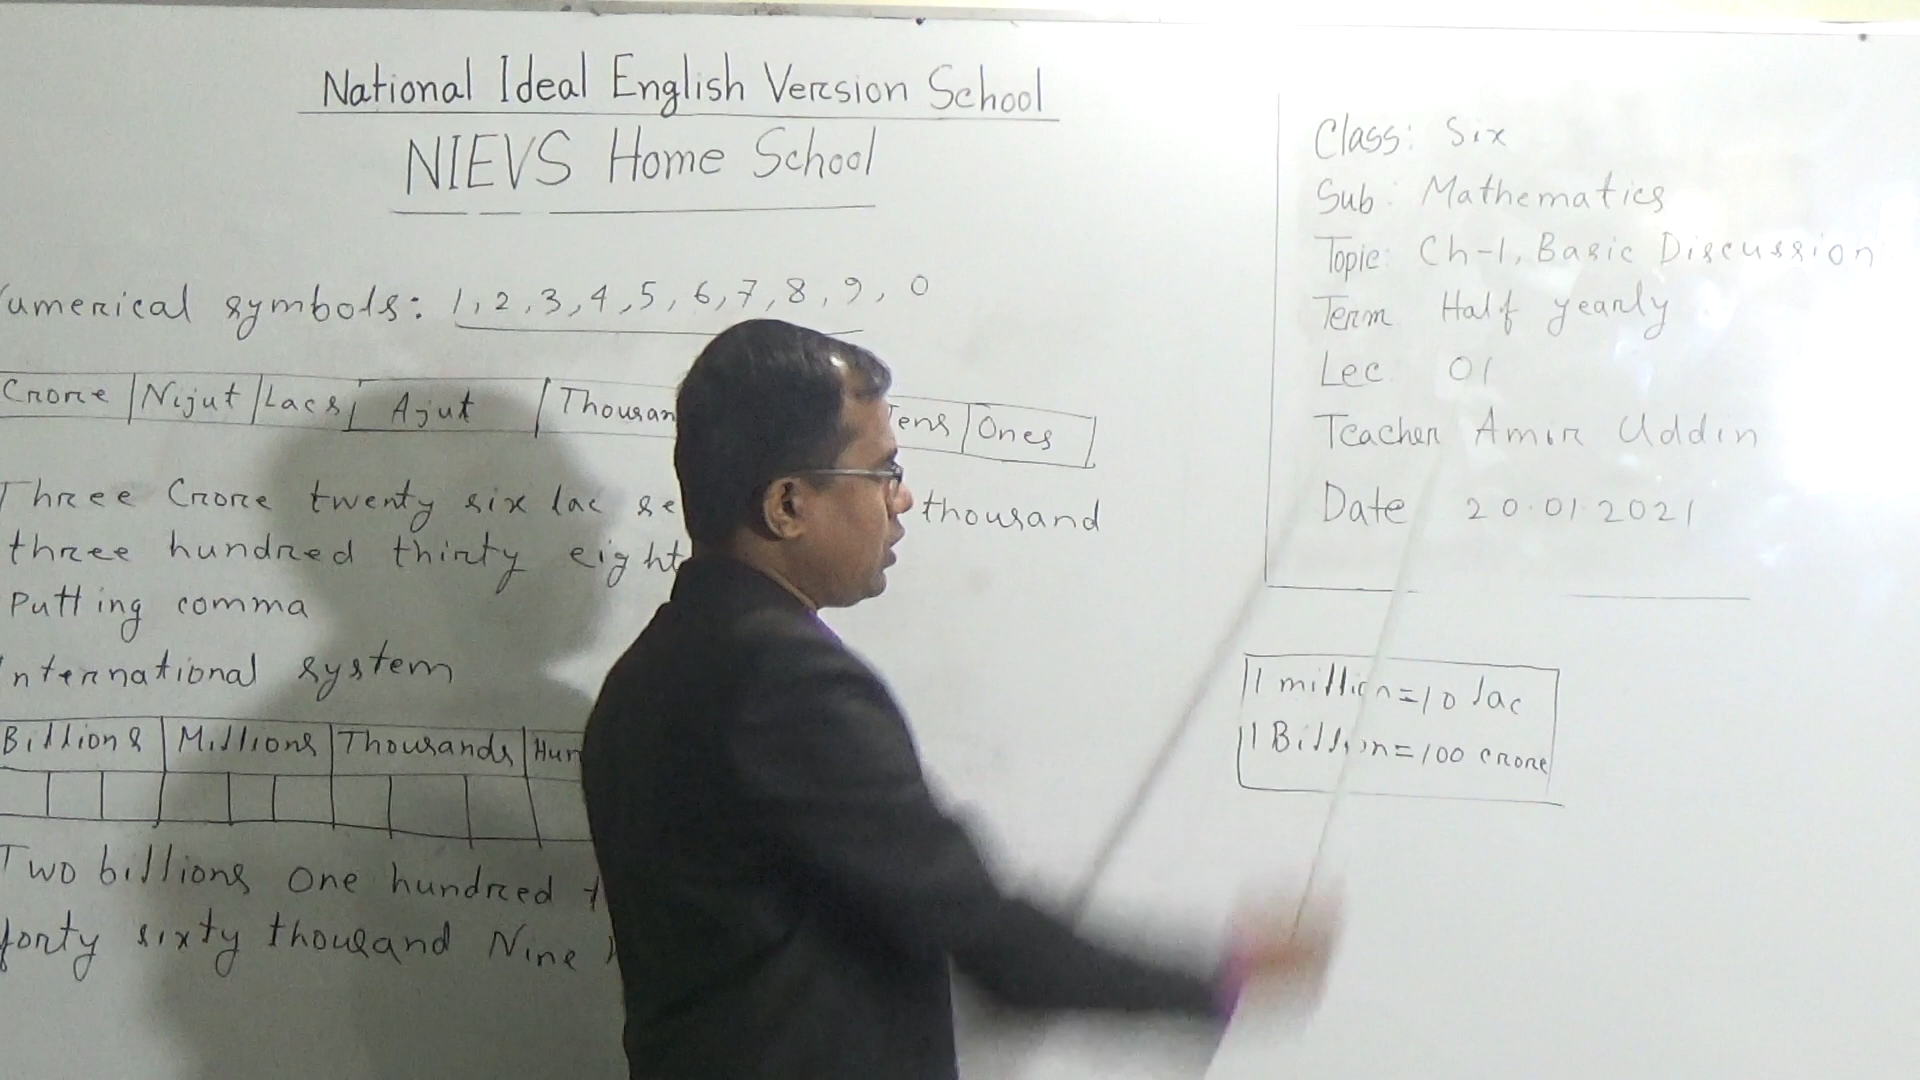 National Ideal English Version School
NIEVS Home School
umerical symbols: 1, 2, 3, 4, 5, 6, 7, 8, 9, 0
Crore Nijut Lacs Ajut Thousan ens Ones
Three Crore twenty six lac se thousand
three hundred thirty eight
Putting comma
nternational system
Billions Millions Thousands Hun
Two billions one hundred t
forty sixty thousand Nine
Class: Six
Sub: Mathematics
Topic: Ch-1, Basic Discussion
Term Half yearly
Lec 01
Teacher Amir Uddin
Date 20.01.2021
1 million = 10 lac
1 Billion = 100 crore